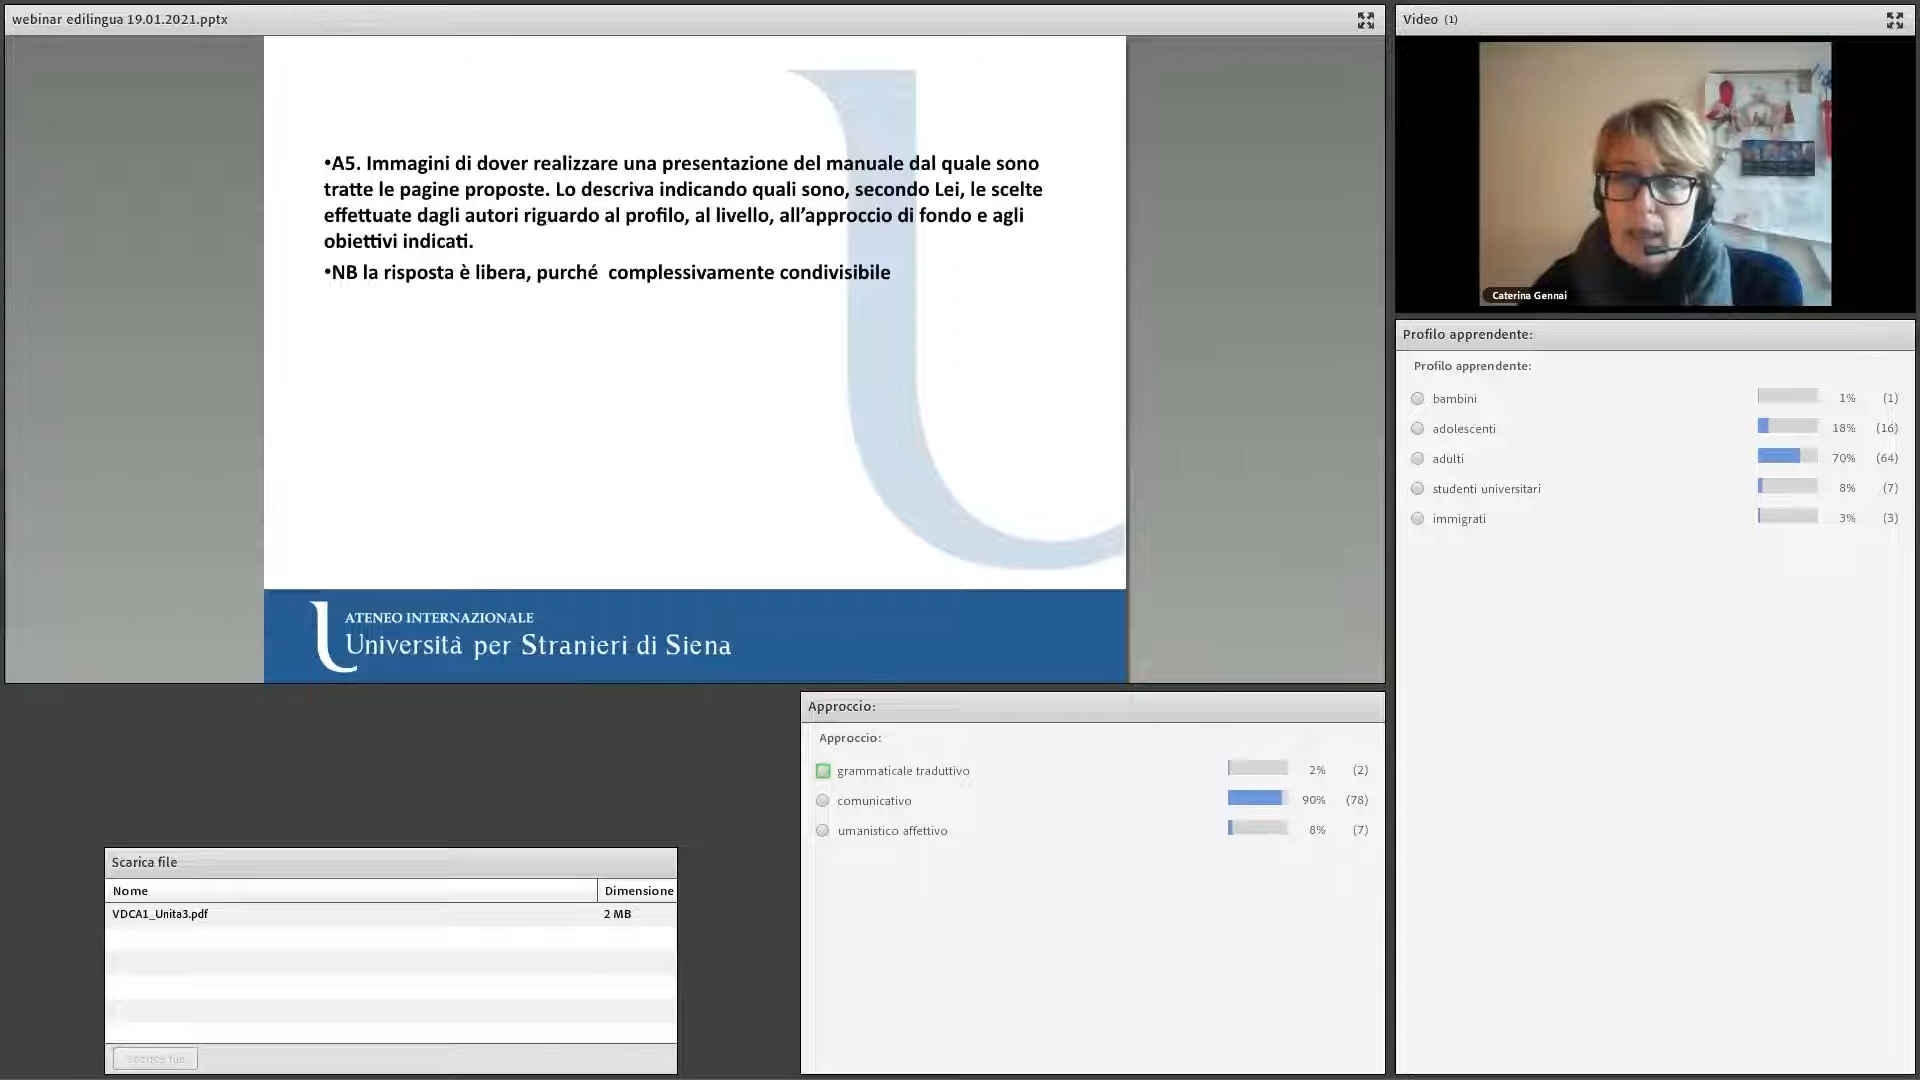 webinar edilingua 19.01.2021.pptx
•A5. Immagini di dover realizzare una presentazione del manuale dal quale sono
tratte le pagine proposte. Lo descriva indicando quali sono, secondo Lei, le scelte
effettuate dagli autori riguardo al profilo, al livello, all’approccio di fondo e agli
obiettivi indicati.
•NB la risposta è libera, purché  complessivamente condivisibile
ATENEO INTERNAZIONALE
Università per Stranieri di Siena
Video (1)
Caterina Gennai
Profilo apprendente:
Profilo apprendente:
bambini 1% (1)
adolescenti 18% (16)
adulti 70% (64)
studenti universitari 8% (7)
immigrati 3% (3)
Approccio:
Approccio:
grammaticale traduttivo 2% (2)
comunicativo 90% (78)
umanistico affettivo 8% (7)
Scarica file
Nome Dimensione
VDCA1_Unita3.pdf 2 MB
Scarica file